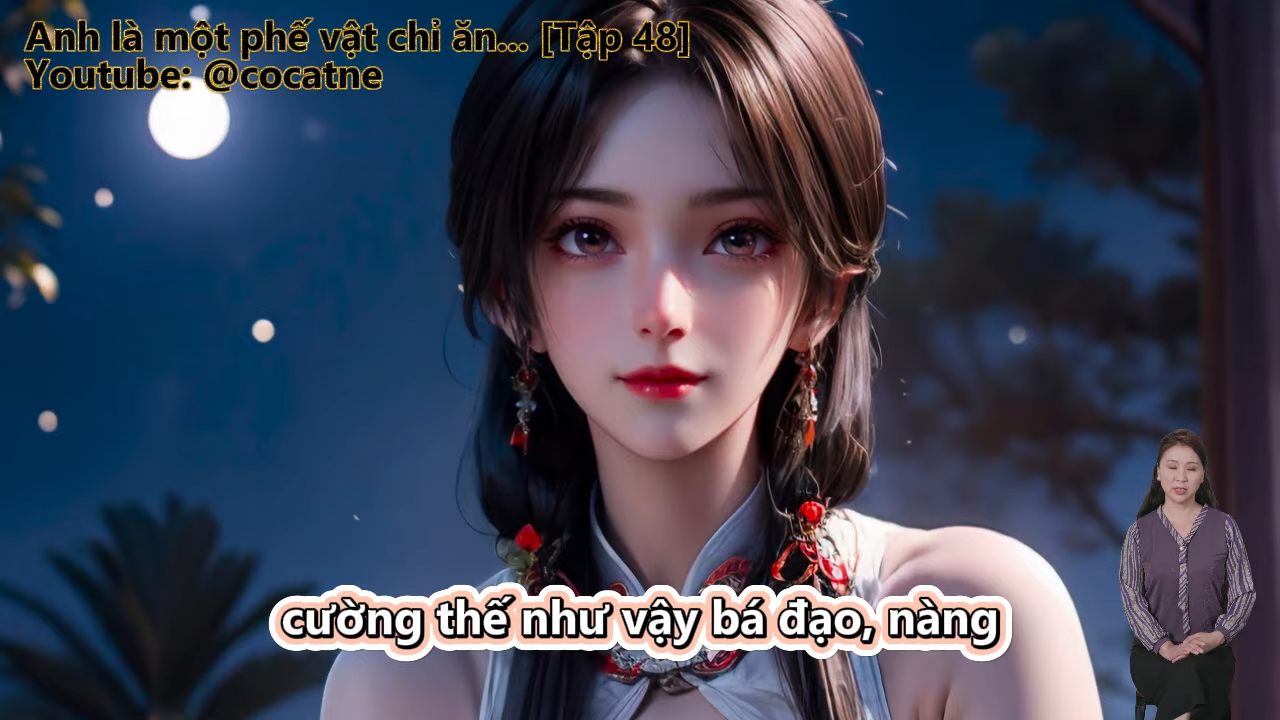 Anh là một phế vật chỉ ăn... [Tập 48]
Youtube: @cocatne
cường thế như vậy bá đạo, nàng